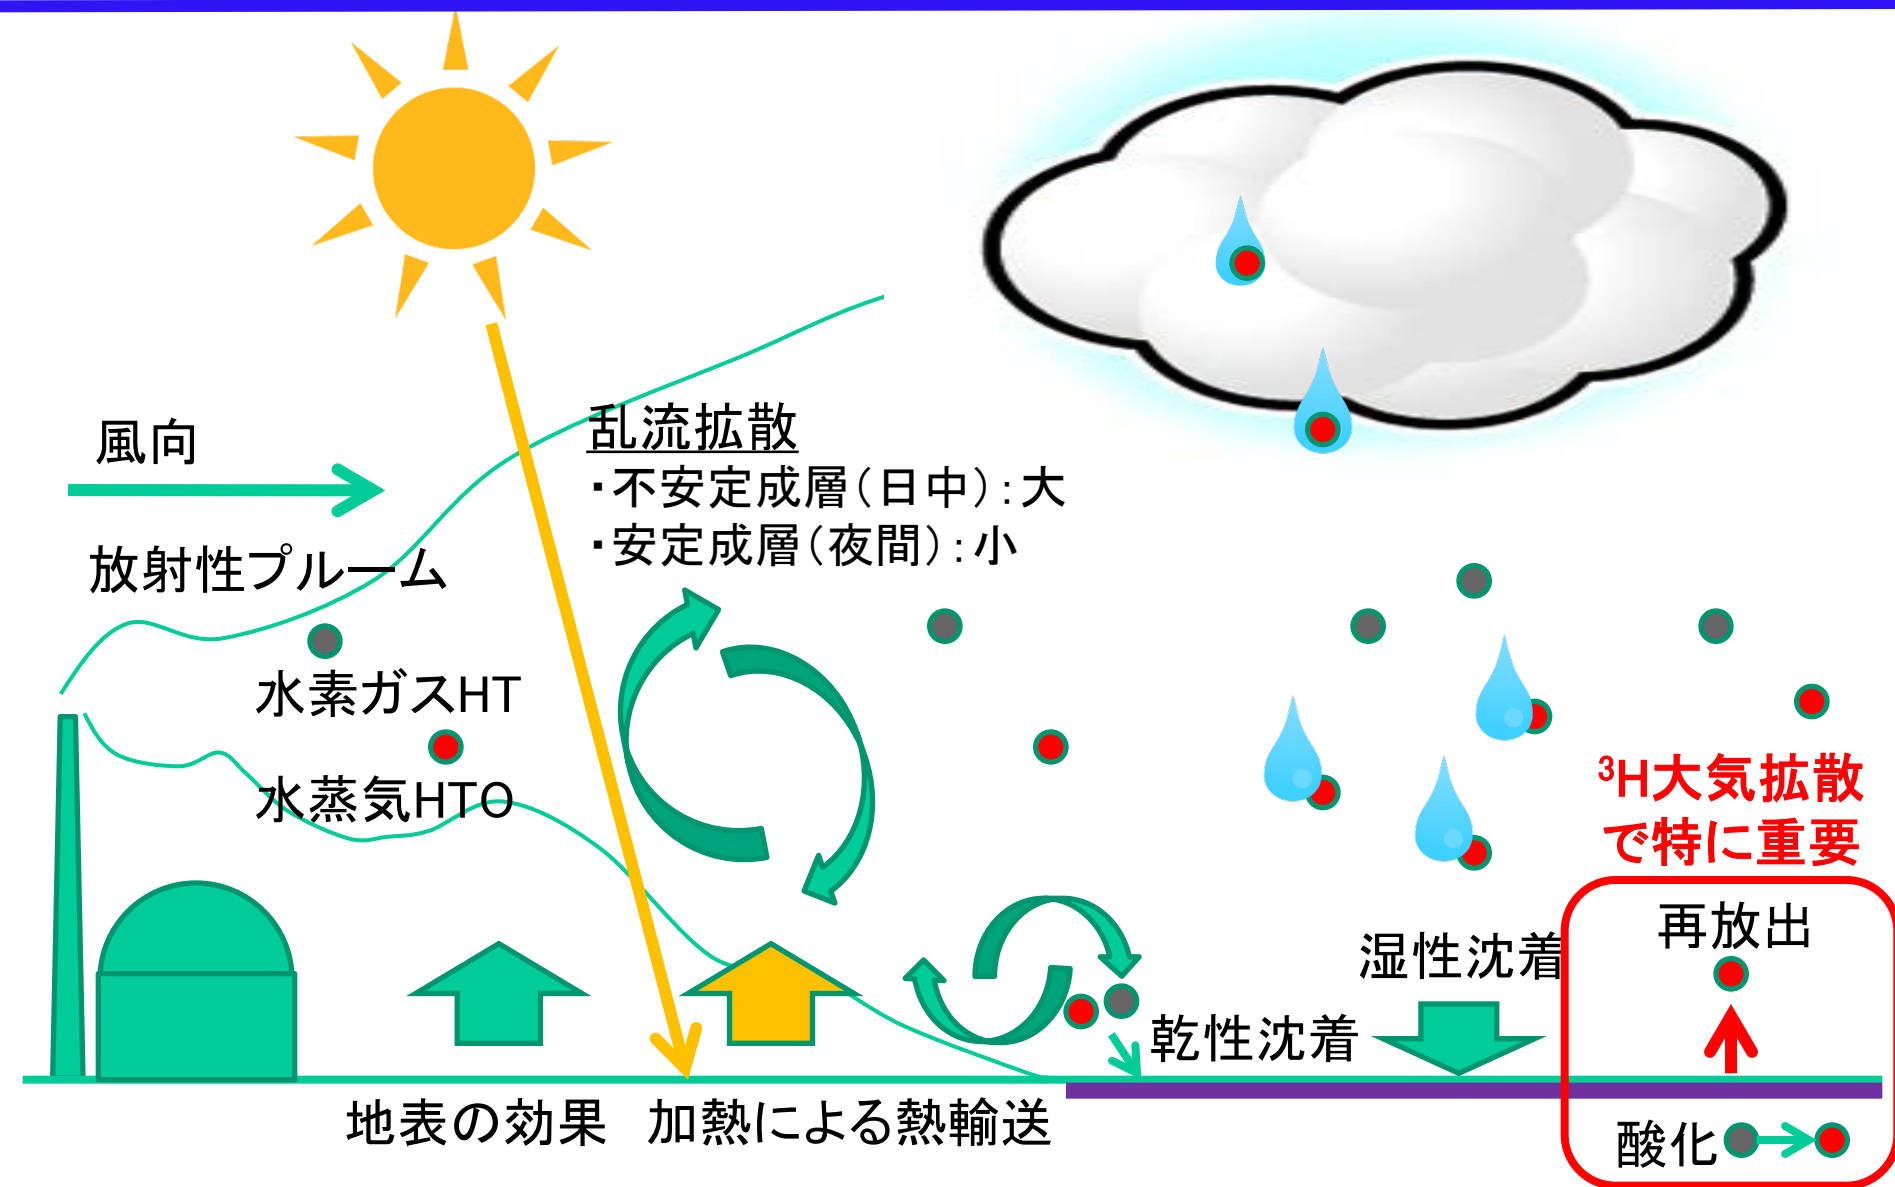 風向
放射性プルーム
水素ガスHT
水蒸気HTO
乱流拡散
・不安定成層（日中）：大
・安定成層（夜間）：小
地表の効果
加熱による熱輸送
乾性沈着
湿性沈着
³H大気拡散
で特に重要
再放出
酸化